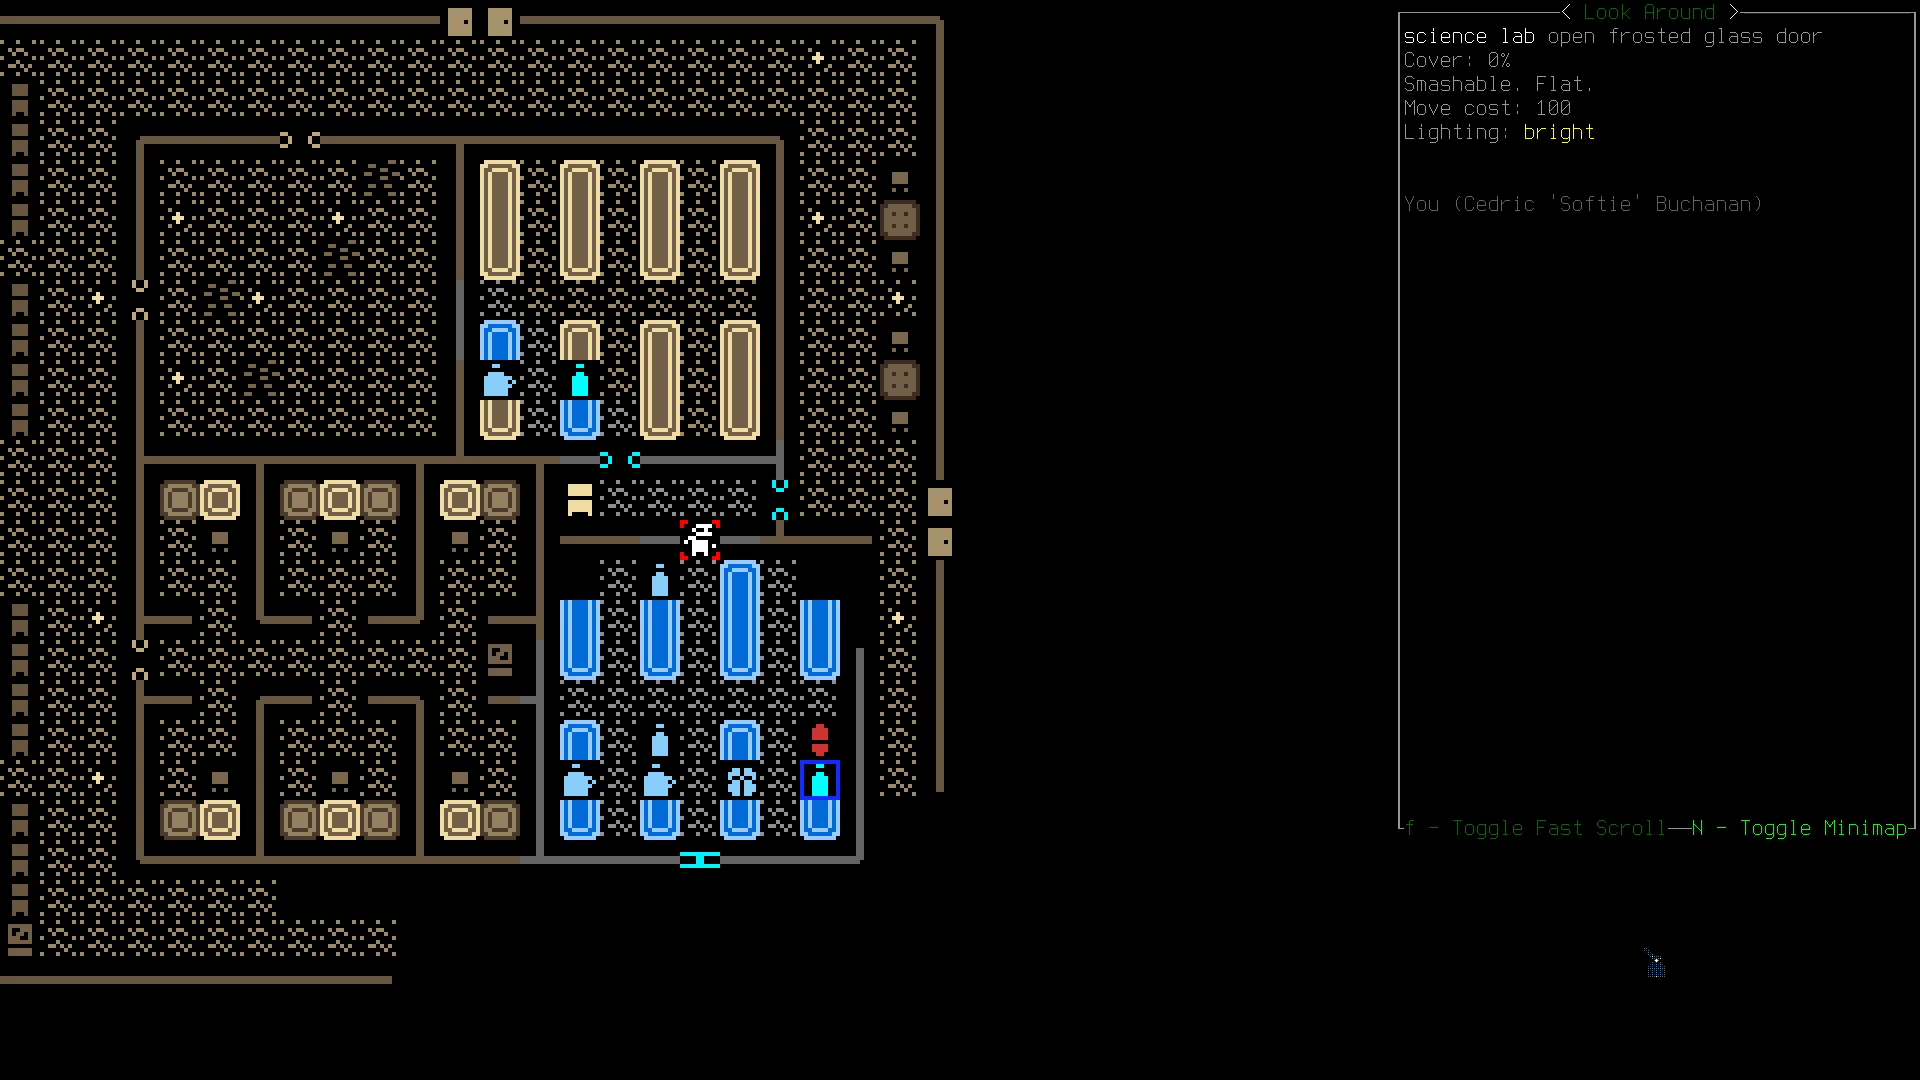 < Look Around >
science lab open frosted glass door
Cover: 0%
Smashable. Flat.
Move cost: 100
Lighting: bright
You (Cedric 'Softie' Buchanan)
f - Toggle Fast Scroll
N - Toggle Minimap